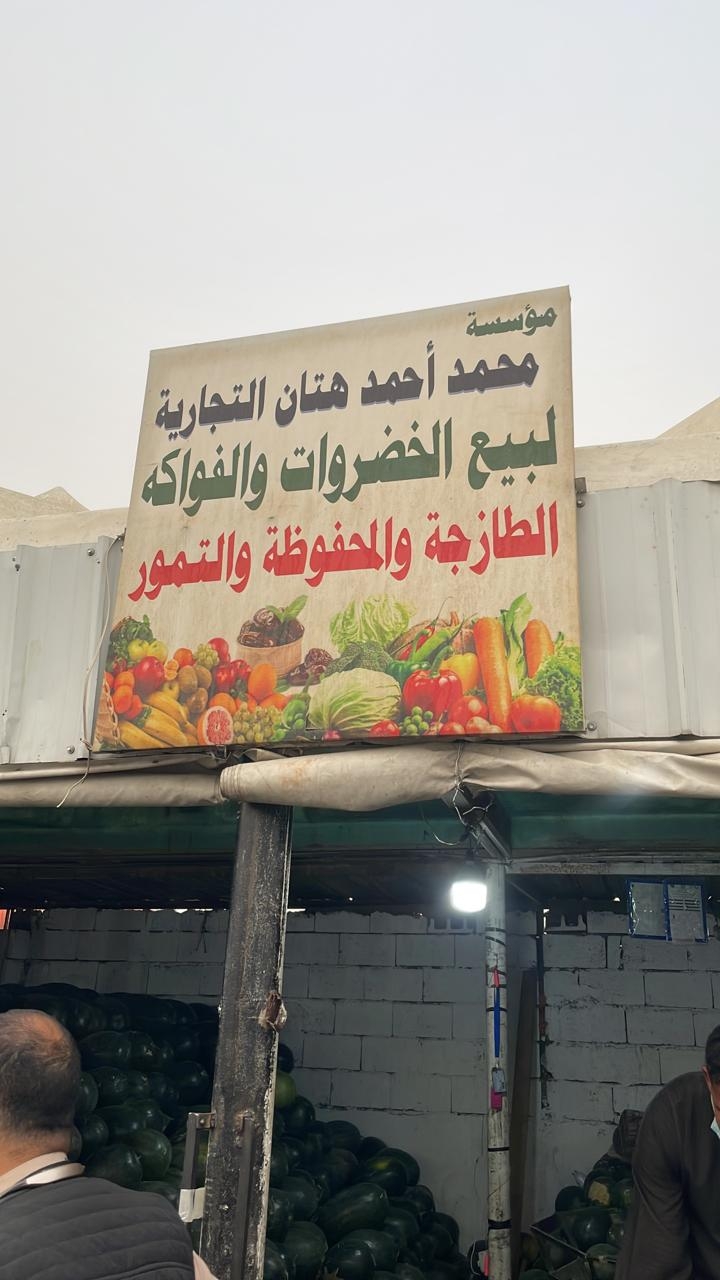 مؤسسة
محمد أحمد هتان التجارية
لبيع الخضروات والفواكه
الطازجة والمحفوظة والتمور